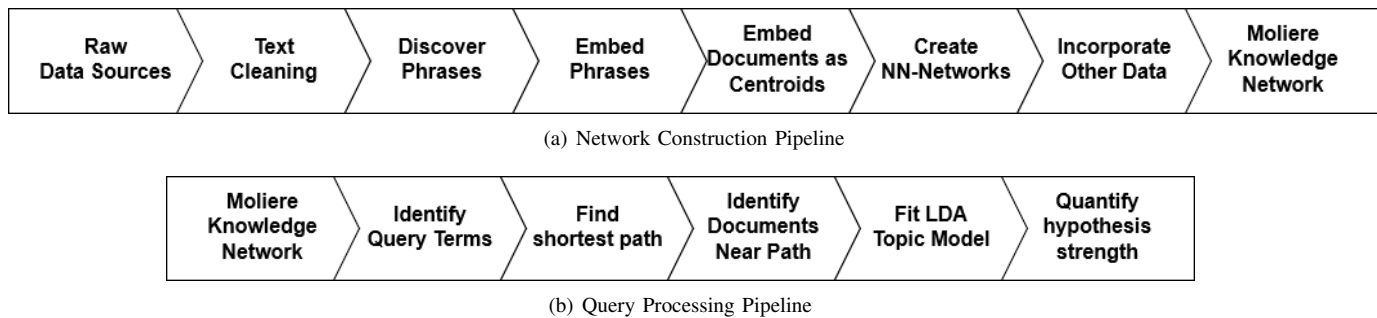 Raw
Data Sources
Text
Cleaning
Discover
Phrases
Embed
Phrases
Embed
Documents as
Centroids
Create
NN-Networks
Incorporate
Other Data
Moliere
Knowledge
Network
(a) Network Construction Pipeline
Moliere
Knowledge
Network
Identify
Query Terms
Find
shortest path
Identify
Documents
Near Path
Fit LDA
Topic Model
Quantify
hypothesis
strength
(b) Query Processing Pipeline